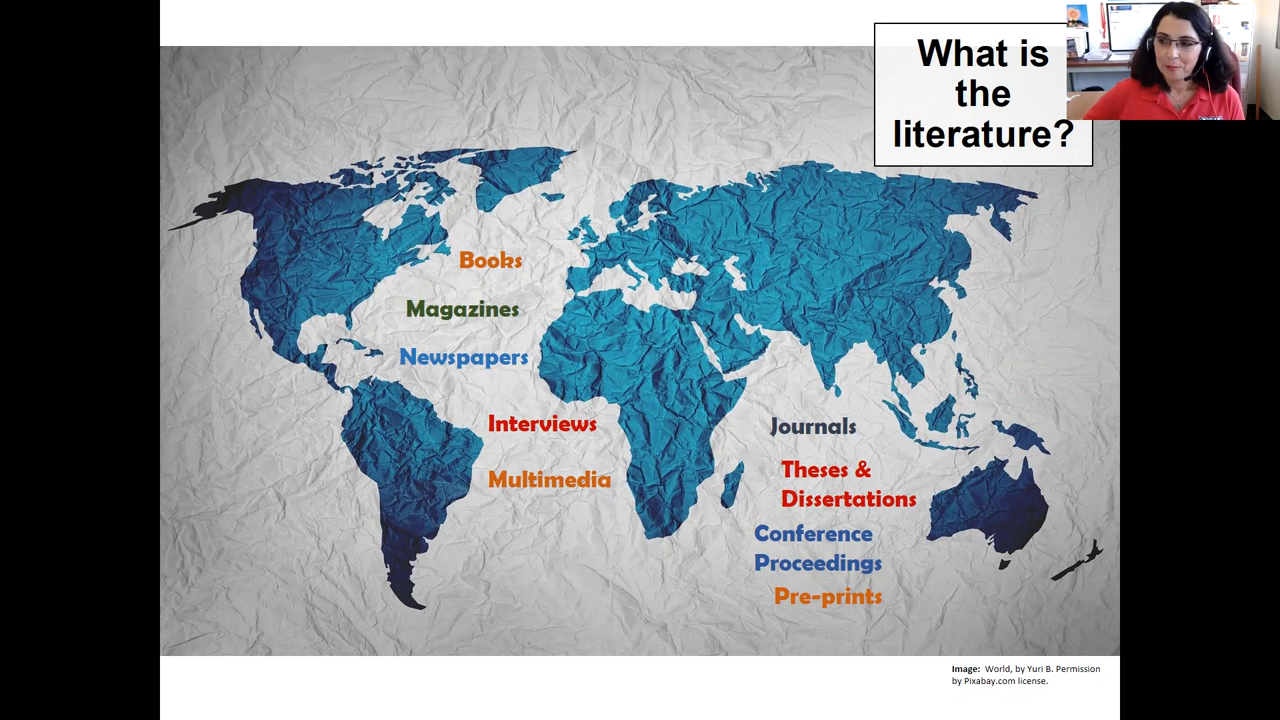 What is
the
literature?
Books
Magazines
Newspapers
Interviews
Multimedia
Journals
Theses &
Dissertations
Conference
Proceedings
Pre-prints
Image: World, by Yuri B. Permission
by Pixabay.com license.